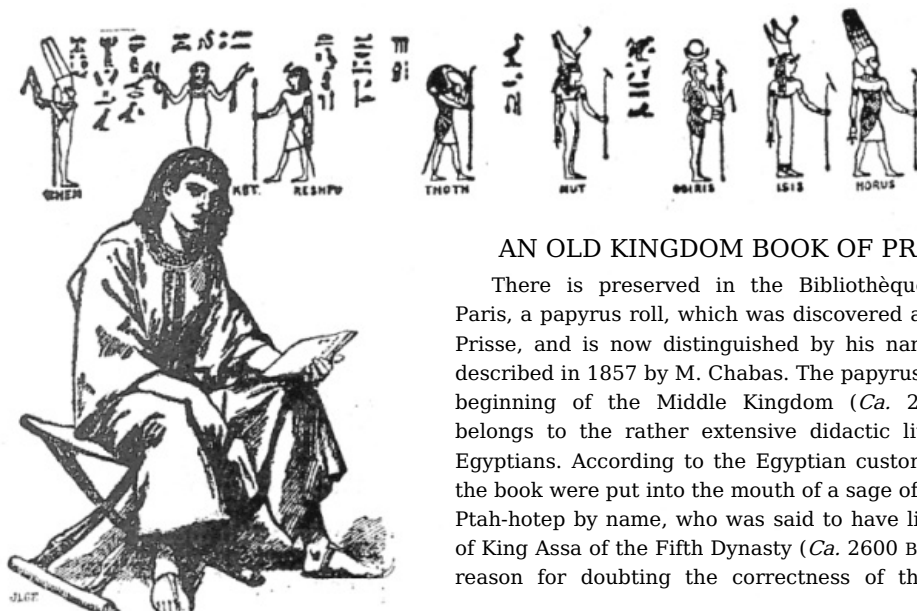 KHEM KBT. RESHPU THOTH NUT OSIRIS ISIS HORUS
AN OLD KINGDOM BOOK OF PR
There is preserved in the Bibliothèqu
Paris, a papyrus roll, which was discovered a
Prisse, and is now distinguished by his nar
described in 1857 by M. Chabas. The papyrus
beginning of the Middle Kingdom (Ca. 2
belongs to the rather extensive didactic li
Egyptians. According to the Egyptian custor
the book were put into the mouth of a sage of
Ptah-hotep by name, who was said to have li
of King Assa of the Fifth Dynasty (Ca. 2600 B
reason for doubting the correctness of th